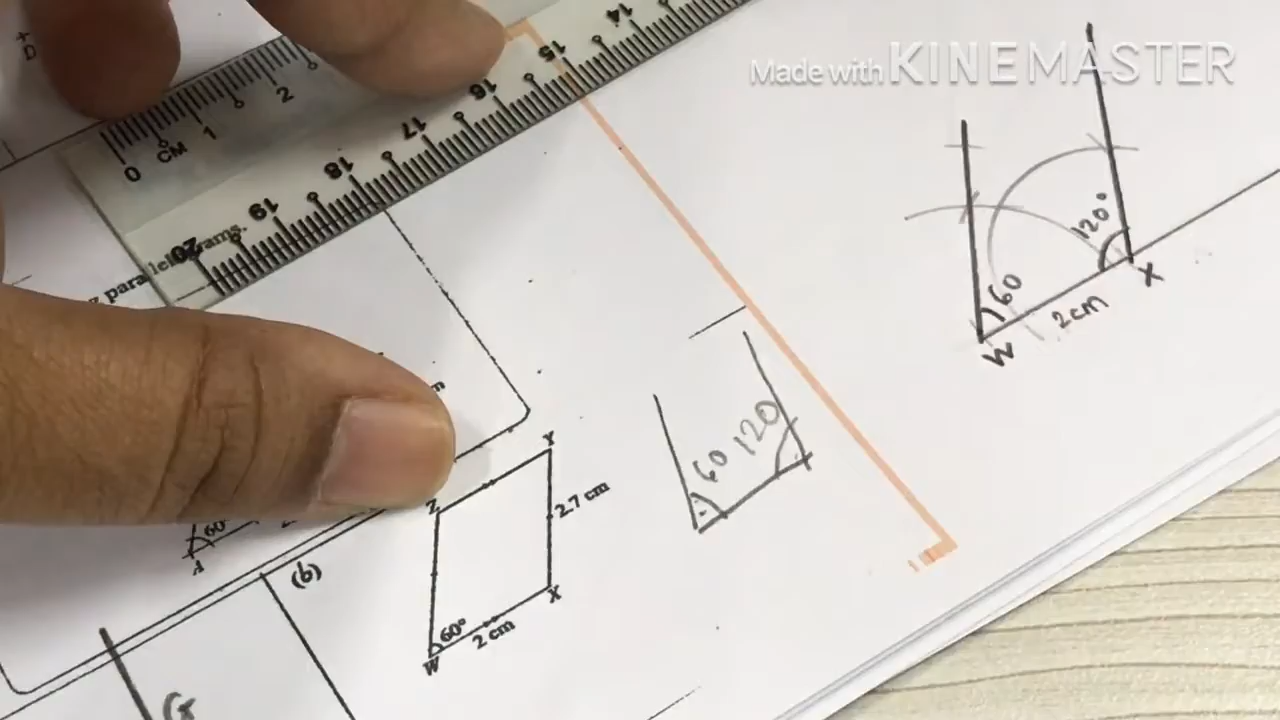 Made with KINEMASTER
0 CM 1 2
20 19 18 17 16 15 14
parallelograms.
60°
A
(b)
Z
Y
2.7 cm
60°
2 cm
W
X
60 120
120°
60
2cm
W
X